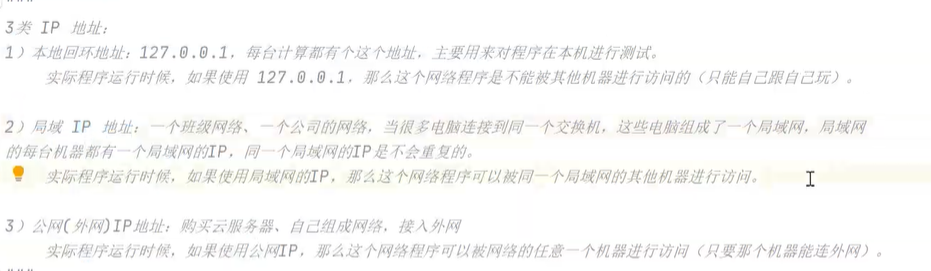 """
3类 IP 地址：
1）本地回环地址：127.0.0.1，每台计算都有个这个地址，主要用来对程序在本机进行测试。
实际程序运行时候，如果使用 127.0.0.1，那么这个网络程序是不能被其他机器进行访问的（只能自己跟自己玩）。
2）局域 IP 地址：一个班级网络、一个公司的网络，当很多电脑连接到同一个交换机，这些电脑组成了一个局域网，局域网
的每台机器都有一个局域网的IP，同一个局域网的IP是不会重复的。
实际程序运行时候，如果使用局域网的IP，那么这个网络程序可以被同一个局域网的其他机器进行访问。
3）公网(外网)IP地址：购买云服务器、自己组成网络，接入外网
实际程序运行时候，如果使用公网IP，那么这个网络程序可以被网络的任意一个机器进行访问（只要那个机器能连外网）。
"""